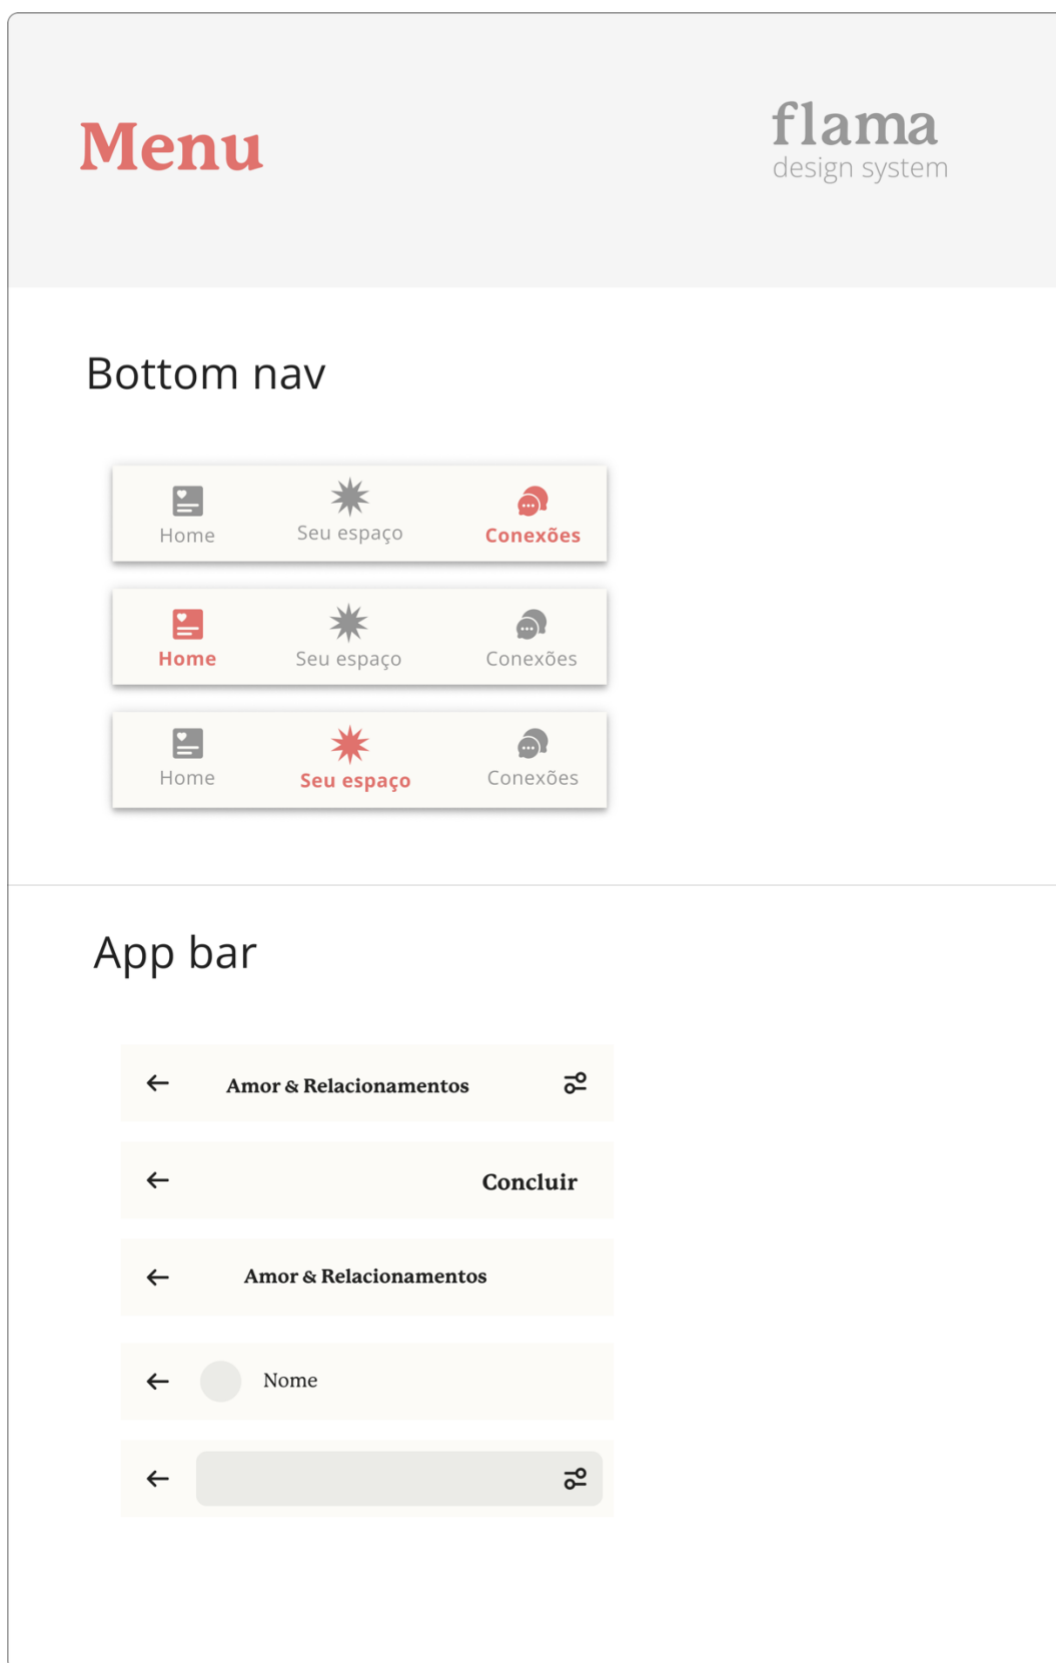 Menu
flama
design system
Bottom nav
Home
Seu espaço
Conexões
Home
Seu espaço
Conexões
Home
Seu espaço
Conexões
App bar
Amor & Relacionamentos
Concluir
Amor & Relacionamentos
Nome